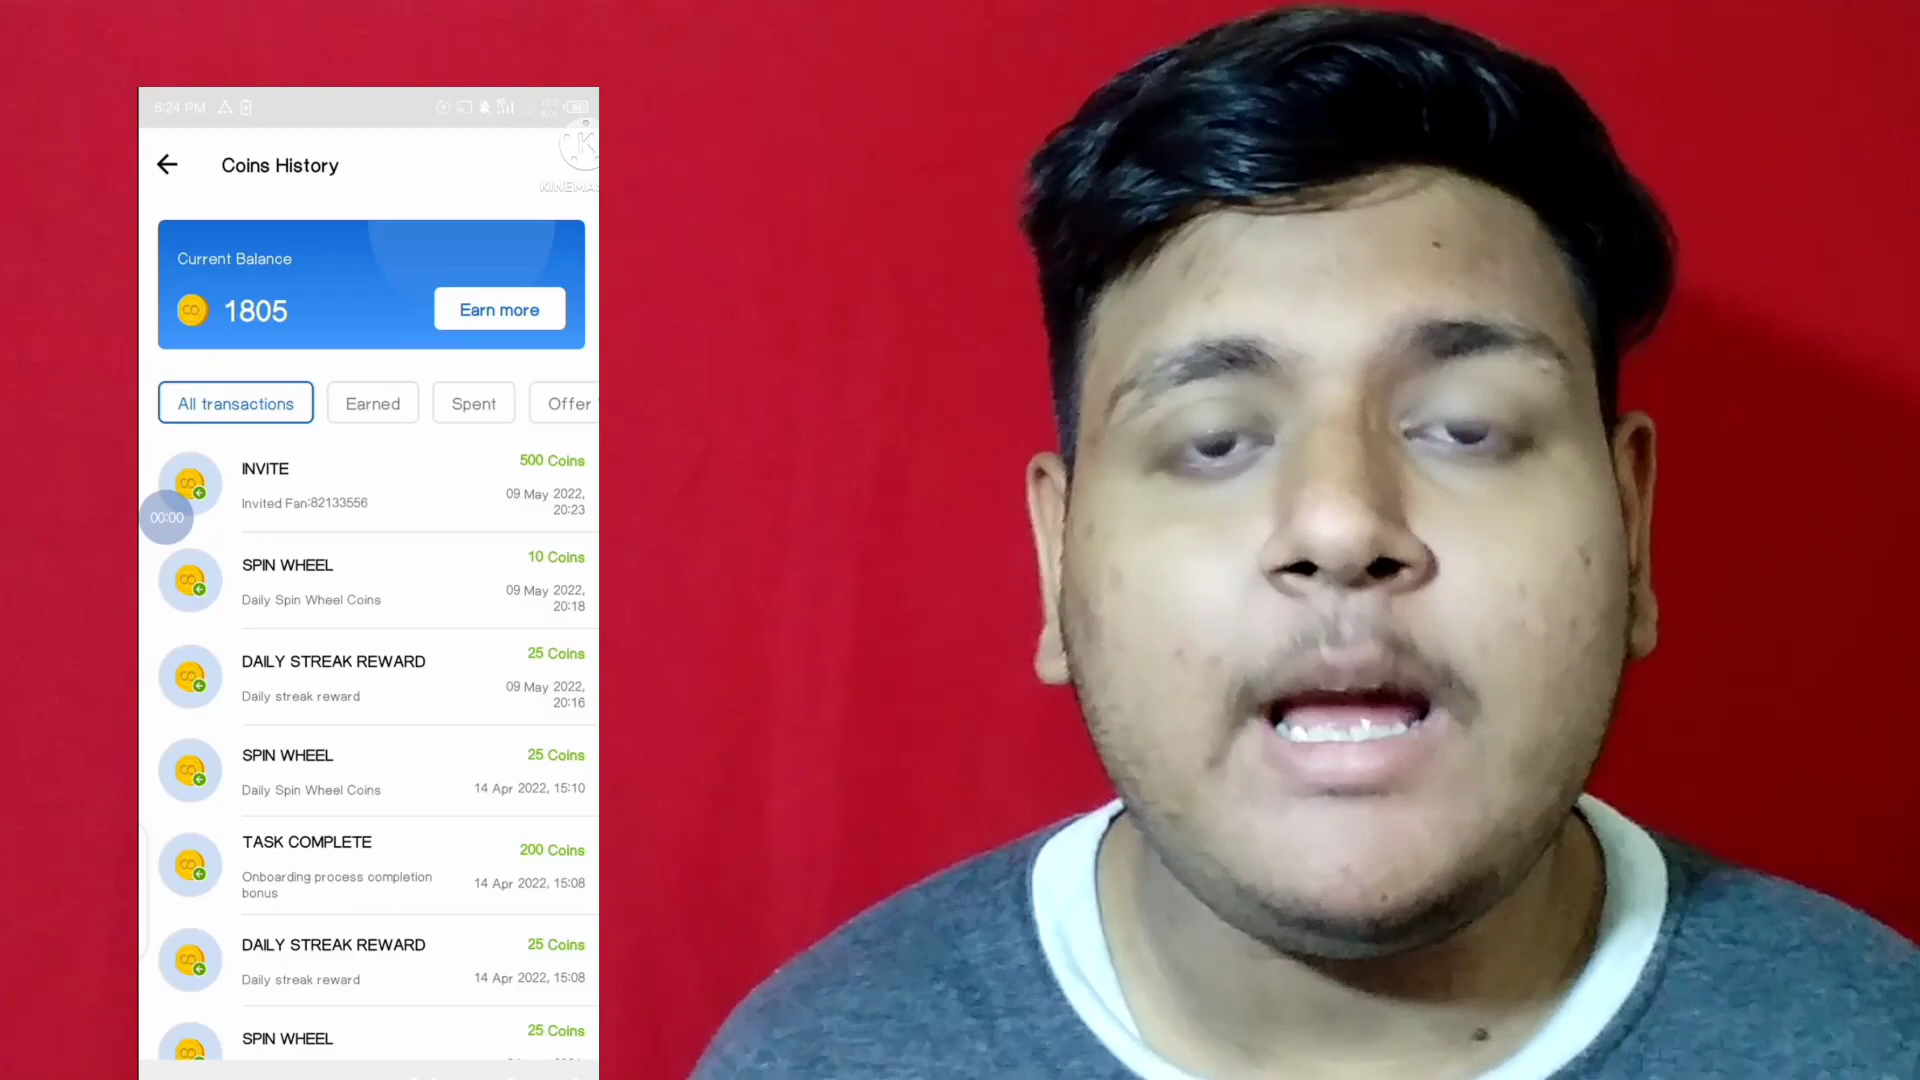 8:24 PM
Coins History
KINEMAS
Current Balance
1805
Earn more
All transactions
Earned
Spent
Offer
INVITE
500 Coins
Invited Fan:82133556
09 May 2022,
20:23
00:00
SPIN WHEEL
10 Coins
Daily Spin Wheel Coins
09 May 2022,
20:18
DAILY STREAK REWARD
25 Coins
Daily streak reward
09 May 2022,
20:16
SPIN WHEEL
25 Coins
Daily Spin Wheel Coins
14 Apr 2022, 15:10
TASK COMPLETE
200 Coins
Onboarding process completion
bonus
14 Apr 2022, 15:08
DAILY STREAK REWARD
25 Coins
Daily streak reward
14 Apr 2022, 15:08
SPIN WHEEL
25 Coins